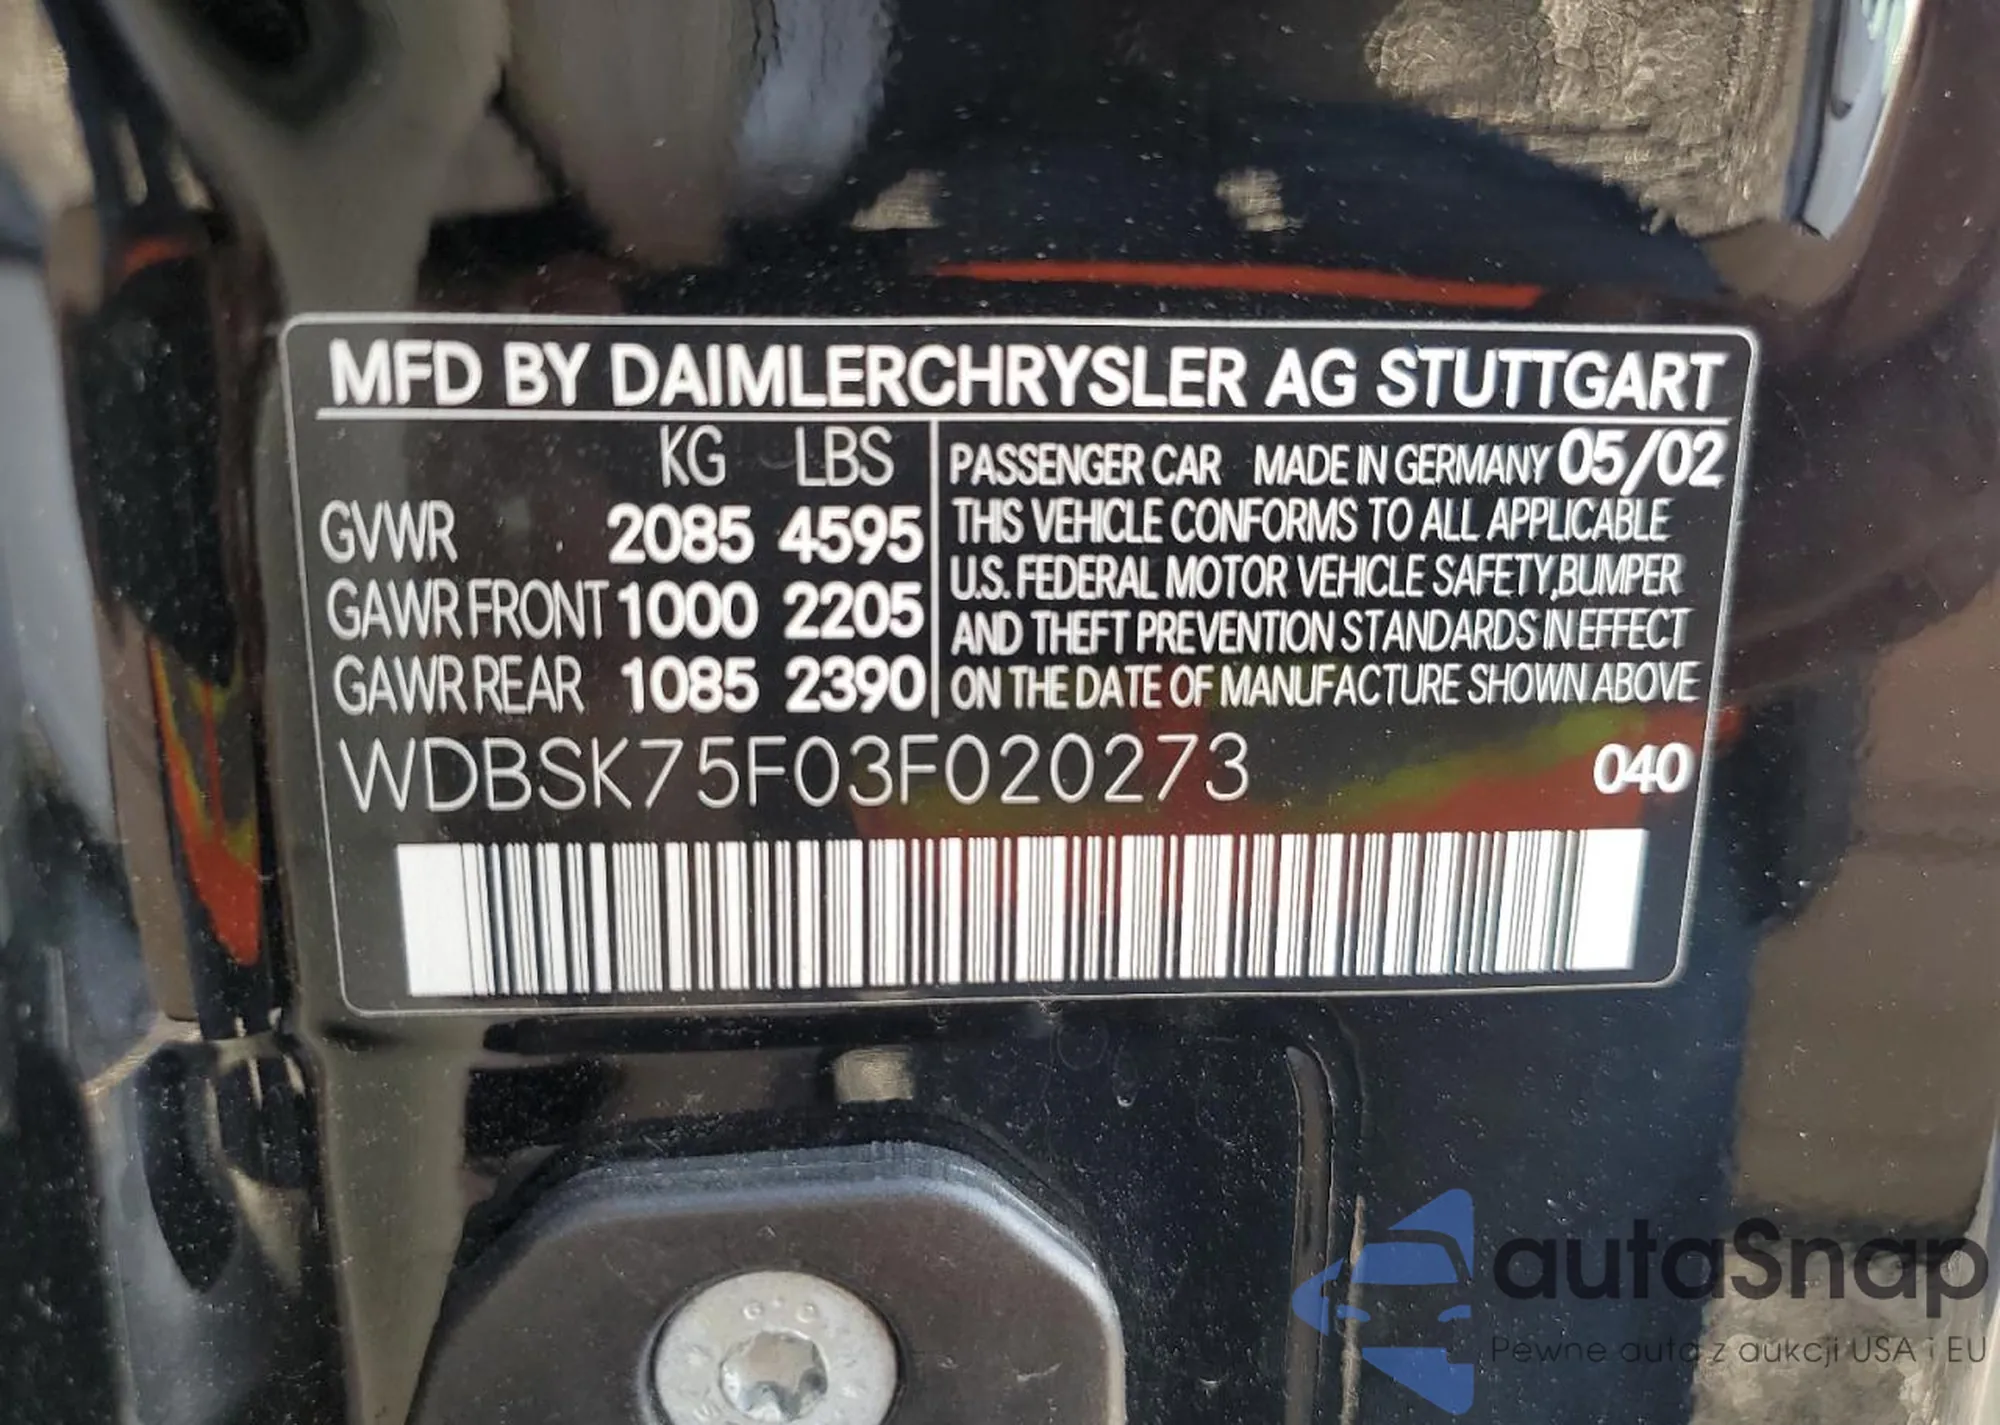 MFD BY DAIMLERCHRYSLER AG STUTTGART
KG LBS
GVWR 2085 4595
GAWR FRONT 1000 2205
GAWR REAR 1085 2390
PASSENGER CAR MADE IN GERMANY 05/02
THIS VEHICLE CONFORMS TO ALL APPLICABLE
U.S. FEDERAL MOTOR VEHICLE SAFETY,BUMPER
AND THEFT PREVENTION STANDARDS IN EFFECT
ON THE DATE OF MANUFACTURE SHOWN ABOVE
WDBSK75F03F020273 040
autaSnap
Pewne auta z aukcji USA i EU